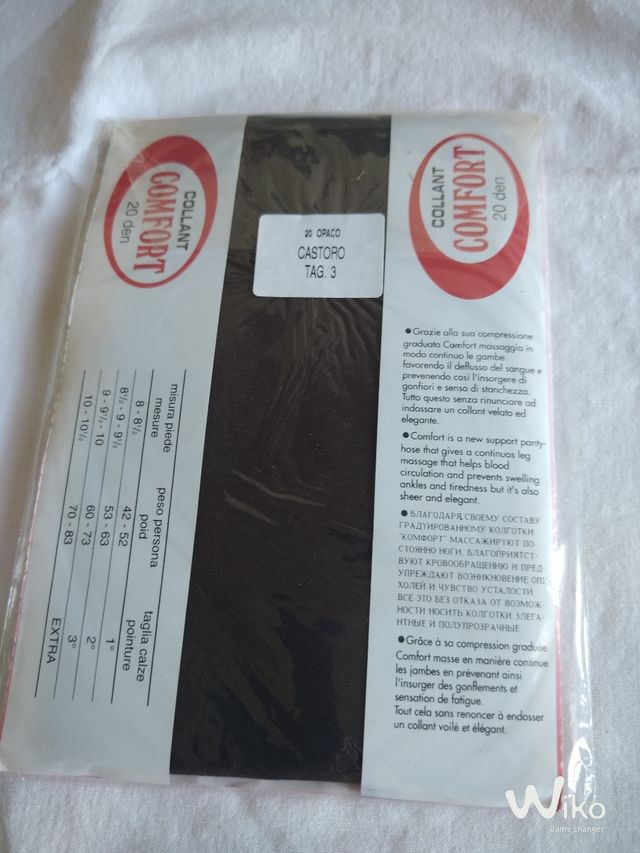 COLLANT
COMFORT
20 den
COLLANT
COMFORT
20 den
20 OPACO
CASTORO
TAG. 3
●Grazie alla sua compressione
graduata Comfort massaggia in
modo continuo le gambe
favorendo il deflusso del sangue e
prevenendo così l'insorgere di
gonfiori e senso di stanchezza.
Tutto questo senza rinunciare ad
indossare un collant velato ed
elegante.
●Comfort is a new support panty-
hose that gives a continuos leg
massage that helps blood
circulation and prevents swelling
ankles and tiredness but it's also
sheer and elegant.
●БЛАГОДАРЯ СВОЕМУ СОСТАВУ
ГРАДУИРОВАННОМУ КОЛГОТКИ
"КОМФОРТ" МАССАЖИРУЮТ ПО-
СТОЯННО НОГИ, БЛАГОПРИЯТСТ-
ВУЮТ КРОВООБРАЩЕНИЮ И ПРЕД-
УПРЕЖДАЮТ ВОЗНИКНОВЕНИЕ ОПУ-
ХОЛЕЙ И ЧУВСТВО УСТАЛОСТИ.
ВСЕ ЭТО БЕЗ ОТКАЗА ОТ ВОЗМОЖ-
НОСТИ НОСИТЬ КОЛГОТКИ ЭЛЕГА-
НТНЫЕ И ПОЛУПРОЗРАЧНЫЕ
●Grâce à sa compression graduée
Comfort masse en manière continue
les jambes en prévenant ainsi
l'insurger des gonflements et
sensation de fatigue.
Tout cela sans renoncer à endosser
un collant voilé et élégant.
misura piede peso persona taglia calze
mesure poid pointure
8 - 8½ 42 - 52 1°
8½ - 9 - 9½ 53 - 63 2°
9 - 9½ - 10 60 - 73 3°
10 - 10½ 70 - 83 EXTRA
Wiko
Game changer